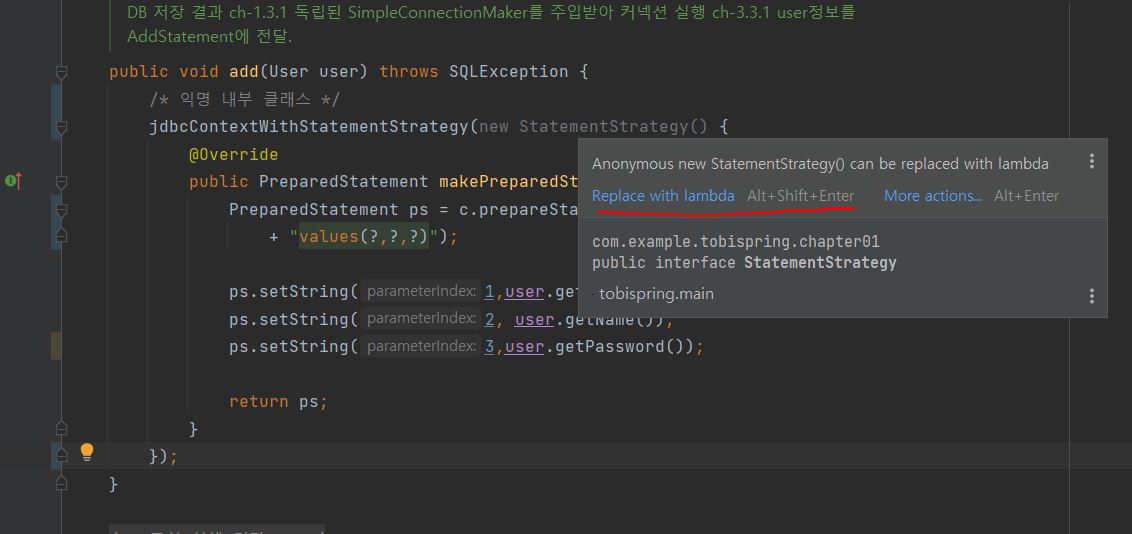 DB 저장 결과 ch-1.3.1 독립된 SimpleConnectionMaker를 주입받아 커넥션 실행 ch-3.3.1 user정보를
AddStatement에 전달.
public void add(User user) throws SQLException {
/* 익명 내부 클래스 */
jdbcContextWithStatementStrategy(new StatementStrategy() {
@Override
public PreparedStatement makePreparedSt
PreparedStatement ps = c.prepareSta
+ "values(?,?,?)");
ps.setString( parameterIndex: 1,user.get
ps.setString( parameterIndex: 2, user.getName());
ps.setString( parameterIndex: 3,user.getPassword());
return ps;
}
});
}
Anonymous new StatementStrategy() can be replaced with lambda
Replace with lambda Alt+Shift+Enter More actions... Alt+Enter
com.example.tobispring.chapter01
public interface StatementStrategy
tobispring.main